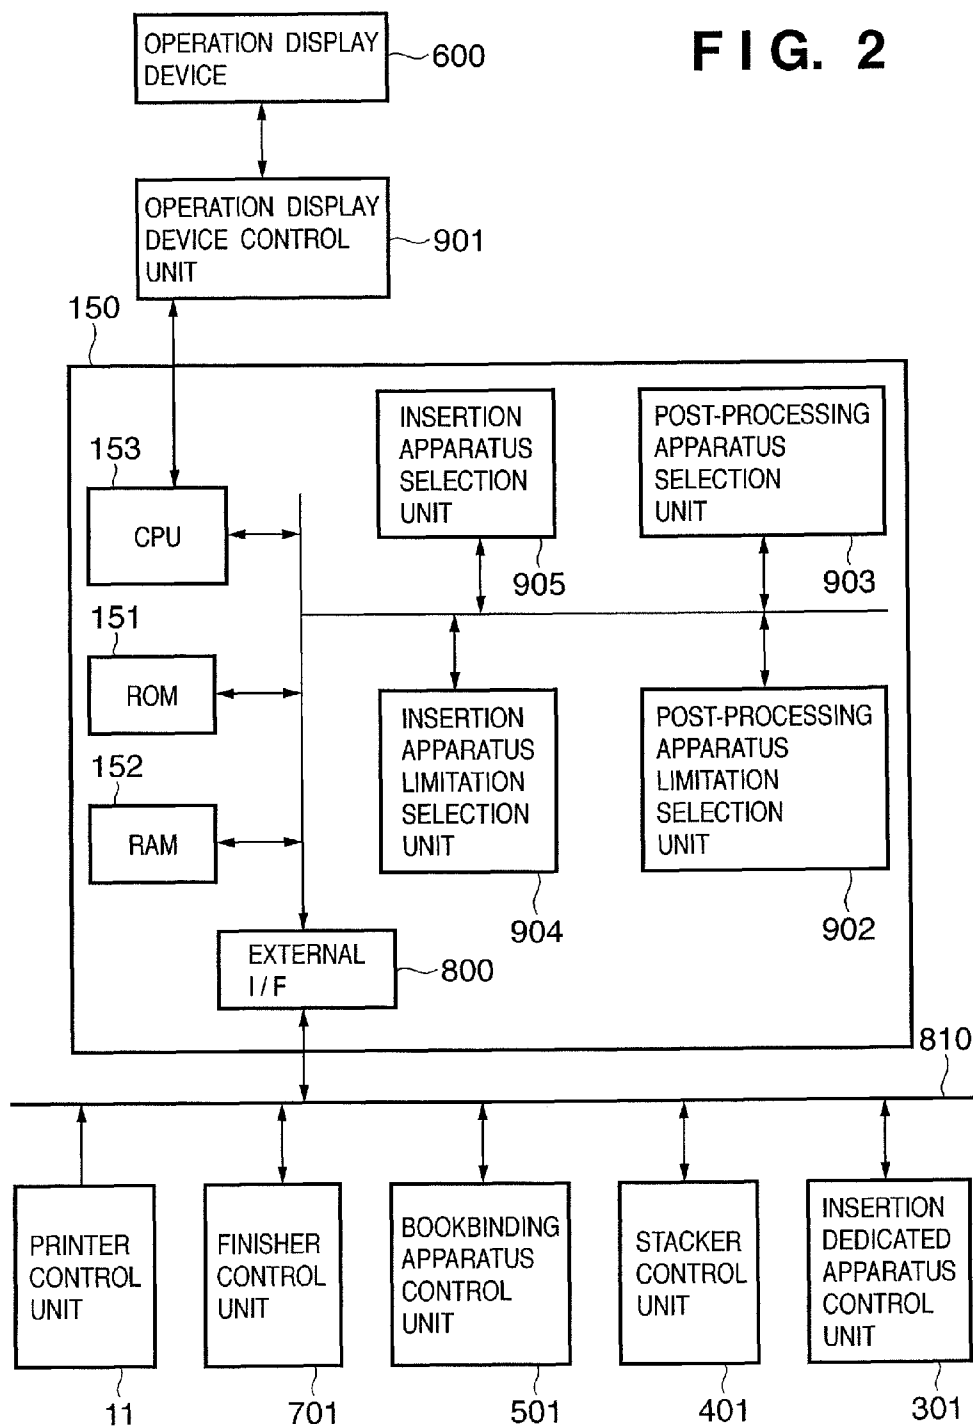 FIG. 2
OPERATION DISPLAY
DEVICE
600
OPERATION DISPLAY
DEVICE CONTROL
UNIT
901
150
153
CPU
INSERTION
APPARATUS
SELECTION
UNIT
905
POST-PROCESSING
APPARATUS
SELECTION
UNIT
903
151
ROM
152
RAM
INSERTION
APPARATUS
LIMITATION
SELECTION
UNIT
904
POST-PROCESSING
APPARATUS
LIMITATION
SELECTION
UNIT
902
EXTERNAL
I/F
800
810
PRINTER
CONTROL
UNIT
11
FINISHER
CONTROL
UNIT
701
BOOKBINDING
APPARATUS
CONTROL
UNIT
501
STACKER
CONTROL
UNIT
401
INSERTION
DEDICATED
APPARATUS
CONTROL
UNIT
301